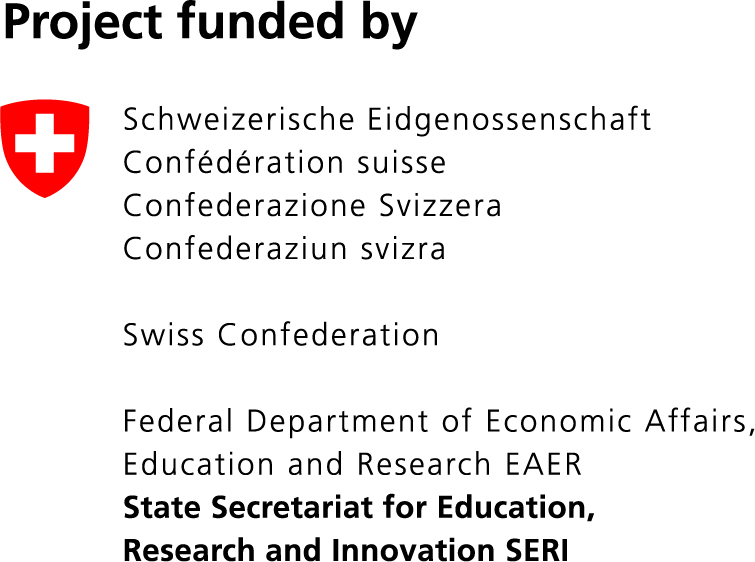 Project funded by
Schweizerische Eidgenossenschaft
Confédération suisse
Confederazione Svizzera
Confederaziun svizra
Swiss Confederation
Federal Department of Economic Affairs,
Education and Research EAER
State Secretariat for Education,
Research and Innovation SERI